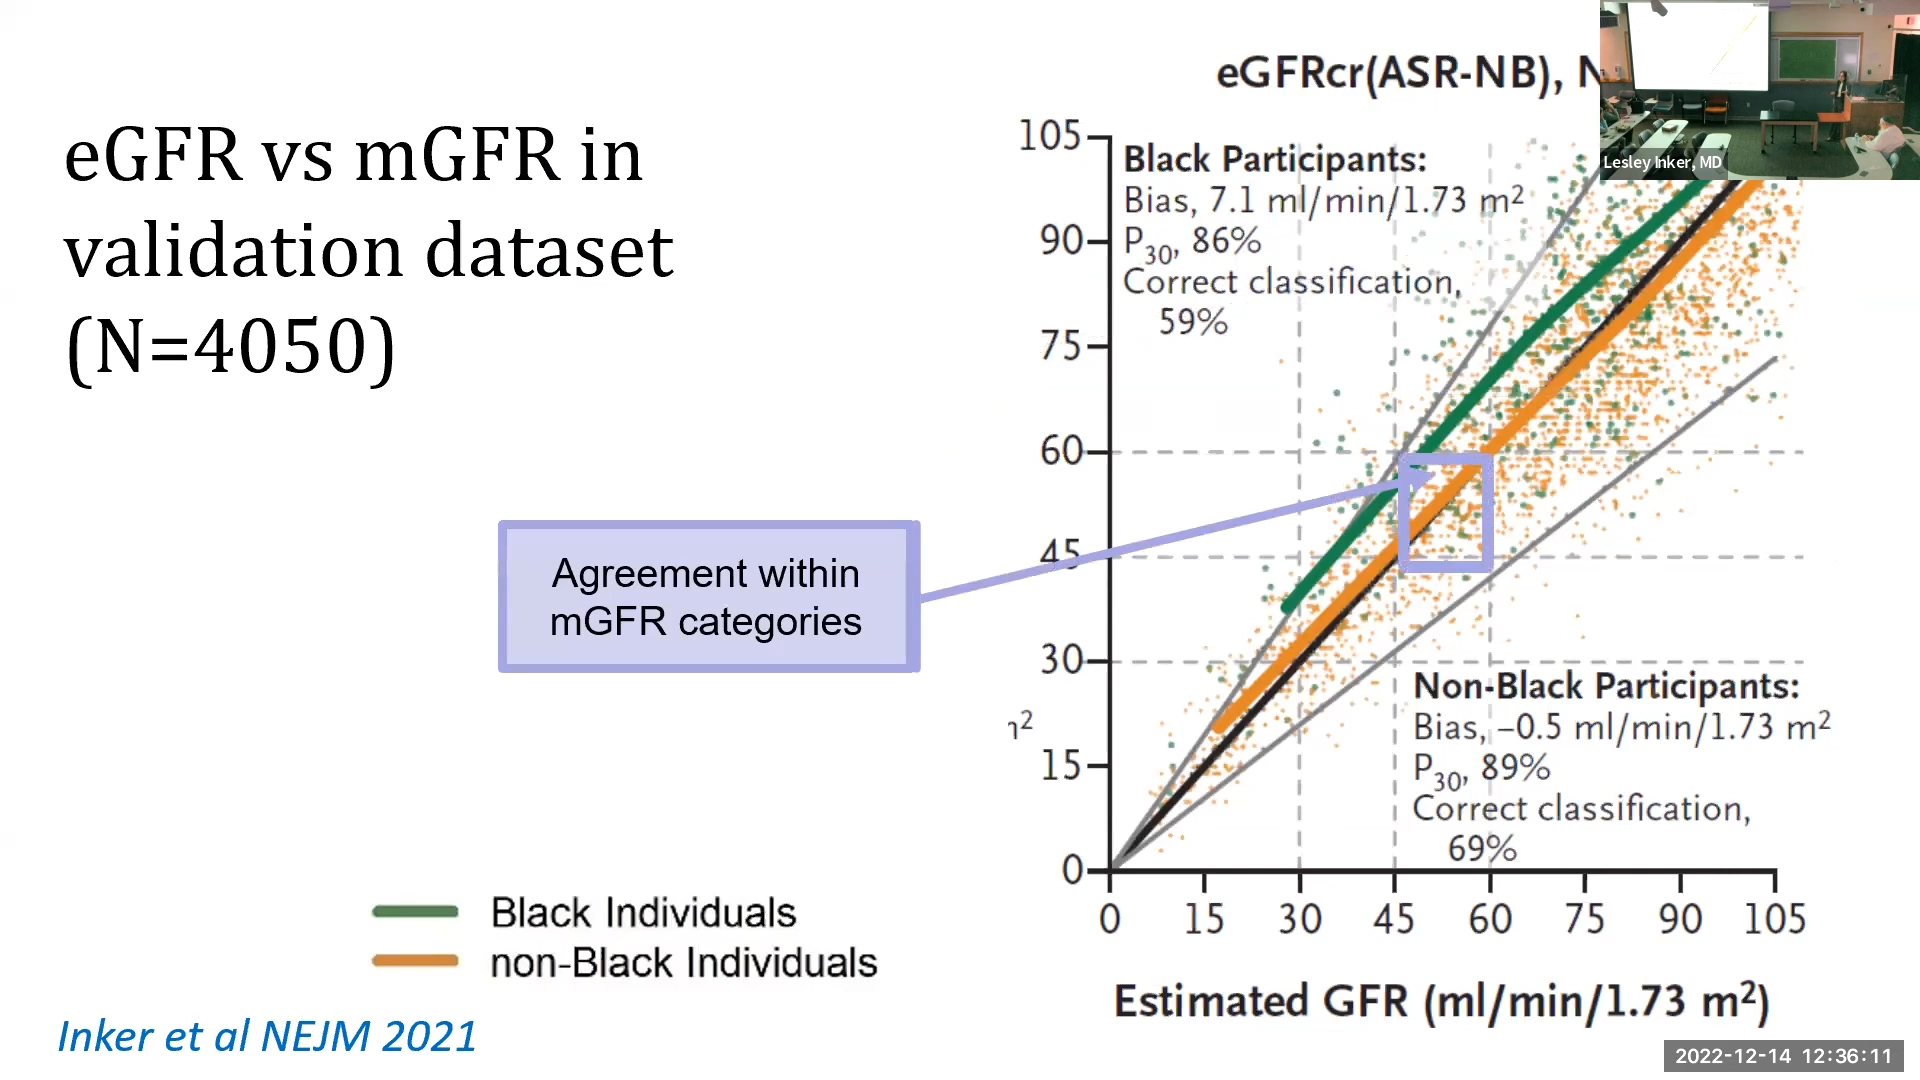 eGFR vs mGFR in
validation dataset
(N=4050)
eGFRcr(ASR-NB), N
Lesley Inker, MD
Black Participants:
Bias, 7.1 ml/min/1.73 m²
P₃₀, 86%
Correct classification,
59%
105
90
75
60
45
30
15
0
Agreement within
mGFR categories
m²
Non-Black Participants:
Bias, –0.5 ml/min/1.73 m²
P₃₀, 89%
Correct classification,
69%
0 15 30 45 60 75 90 105
Estimated GFR (ml/min/1.73 m²)
Black Individuals
non-Black Individuals
Inker et al NEJM 2021
2022-12-14 12:36:11